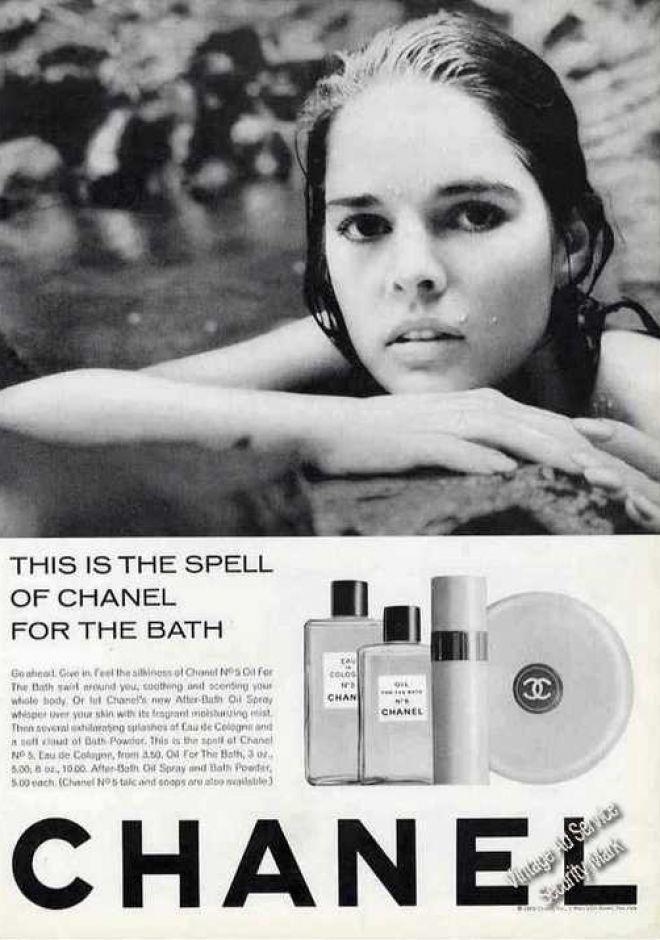 THIS IS THE SPELL
OF CHANEL
FOR THE BATH
Go ahead. Give in. Feel the silkiness of Chanel Nº5 Oil For
The Bath swirl around you, soothing and scenting your
whole body. Or let Chanel's new After-Bath Oil Spray
whisper over your skin with its fragrant moisturizing mist.
Then several exhilarating splashes of Eau de Cologne and
a soft cloud of Bath Powder. This is the spell of Chanel
Nº 5. Eau de Cologne, from 3.50. Oil For The Bath, 3 oz.,
5.00; 8 oz., 10.00. After-Bath Oil Spray and Bath Powder,
5.00 each. (Chanel Nº5 talc and soaps are also available.)
EAU
DE
COLOG
Nº5
CHAN
OIL
FOR THE BATH
Nº5
CHANEL
CHANEL
Vintage Ad Service
Security Mark